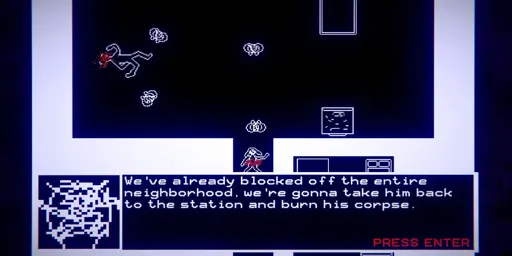 We've already blocked off the entire
neighborhood, we're gonna take him back
to the station and burn his corpse.
PRESS ENTER